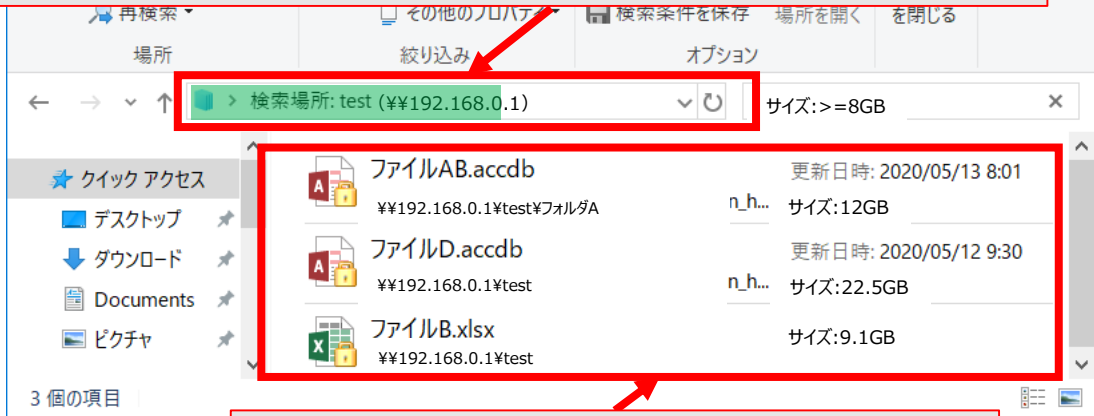 再検索
その他のプロパティ
検索条件を保存
場所を開く
を閉じる
場所
絞り込み
オプション
検索場所: test (¥¥192.168.0.1)
サイズ:>=8GB
クイック アクセス
デスクトップ
ダウンロード
Documents
ピクチャ
ファイルAB.accdb
更新日時: 2020/05/13 8:01
¥¥192.168.0.1¥test¥フォルダA
n_h...
サイズ:12GB
ファイルD.accdb
更新日時: 2020/05/12 9:30
¥¥192.168.0.1¥test
n_h...
サイズ:22.5GB
ファイルB.xlsx
サイズ:9.1GB
¥¥192.168.0.1¥test
3 個の項目